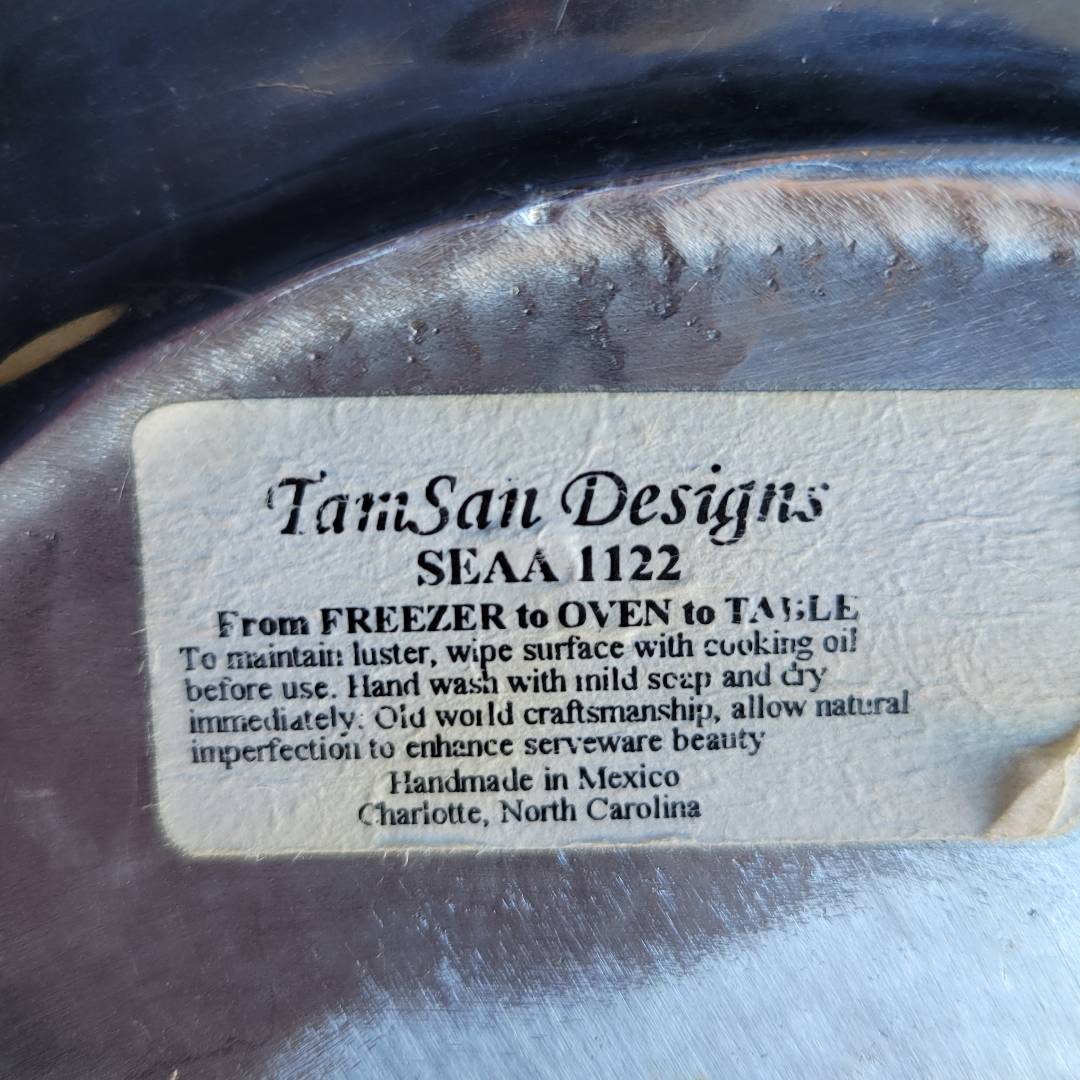 TamSan Designs
SEAA 1122
From FREEZER to OVEN to TABLE
To maintain luster, wipe surface with cooking oil
before use. Hand wash with mild soap and dry
immediately. Old world craftsmanship, allow natural
imperfection to enhance serveware beauty
Handmade in Mexico
Charlotte, North Carolina